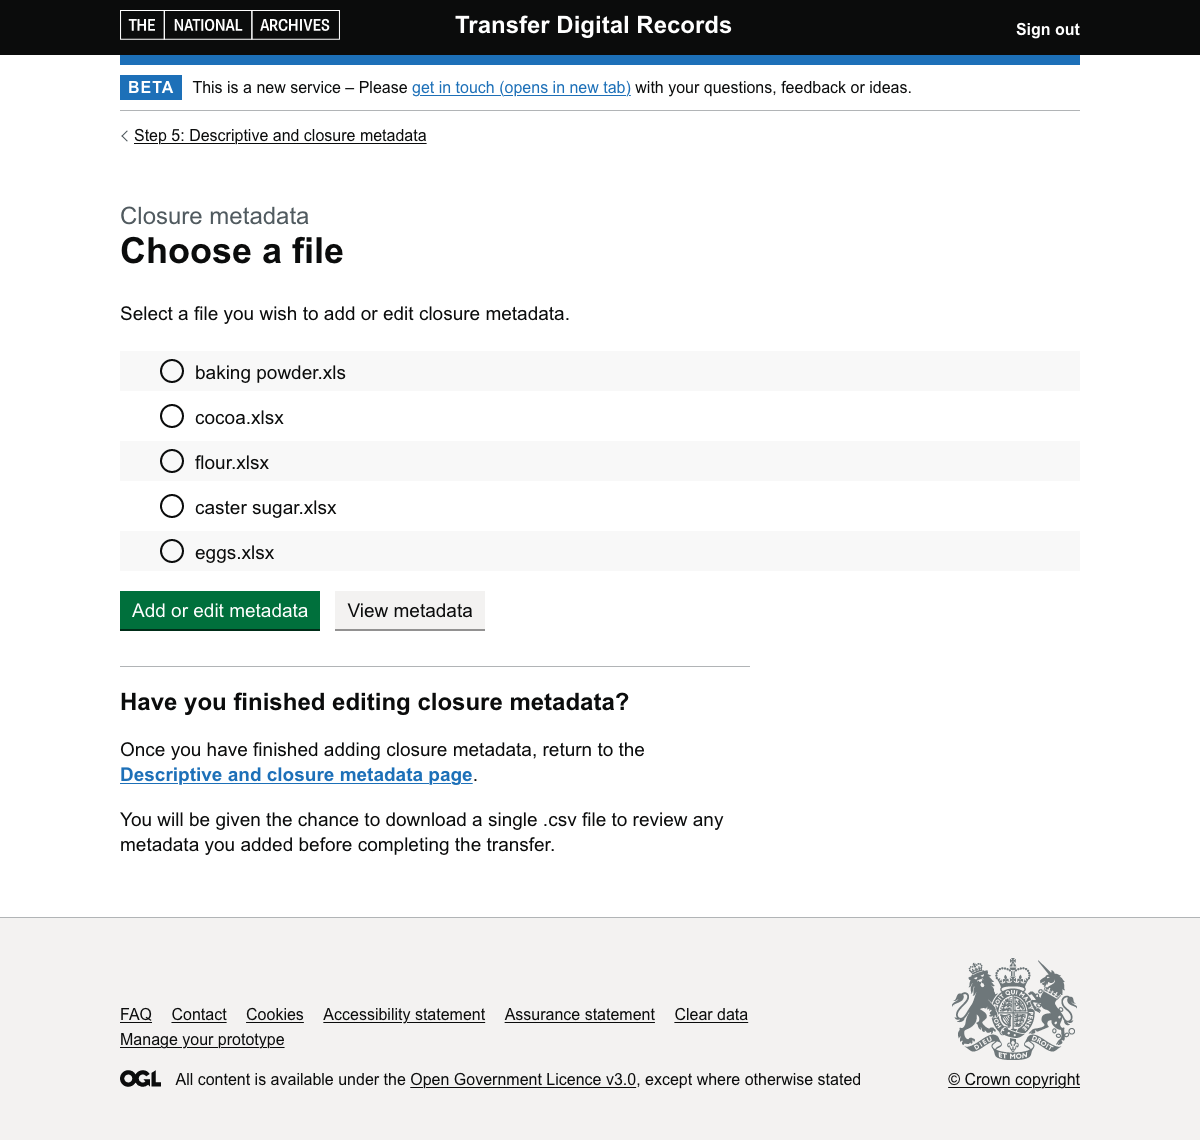 THE NATIONAL ARCHIVES
Transfer Digital Records
Sign out
BETA This is a new service – Please get in touch (opens in new tab) with your questions, feedback or ideas.
Step 5: Descriptive and closure metadata
Closure metadata
Choose a file
Select a file you wish to add or edit closure metadata.
baking powder.xls
cocoa.xlsx
flour.xlsx
caster sugar.xlsx
eggs.xlsx
Add or edit metadata View metadata
Have you finished editing closure metadata?
Once you have finished adding closure metadata, return to the
Descriptive and closure metadata page.
You will be given the chance to download a single .csv file to review any
metadata you added before completing the transfer.
FAQ Contact Cookies Accessibility statement Assurance statement Clear data
Manage your prototype
DIEU ET MON DROIT
OGL All content is available under the Open Government Licence v3.0, except where otherwise stated
© Crown copyright